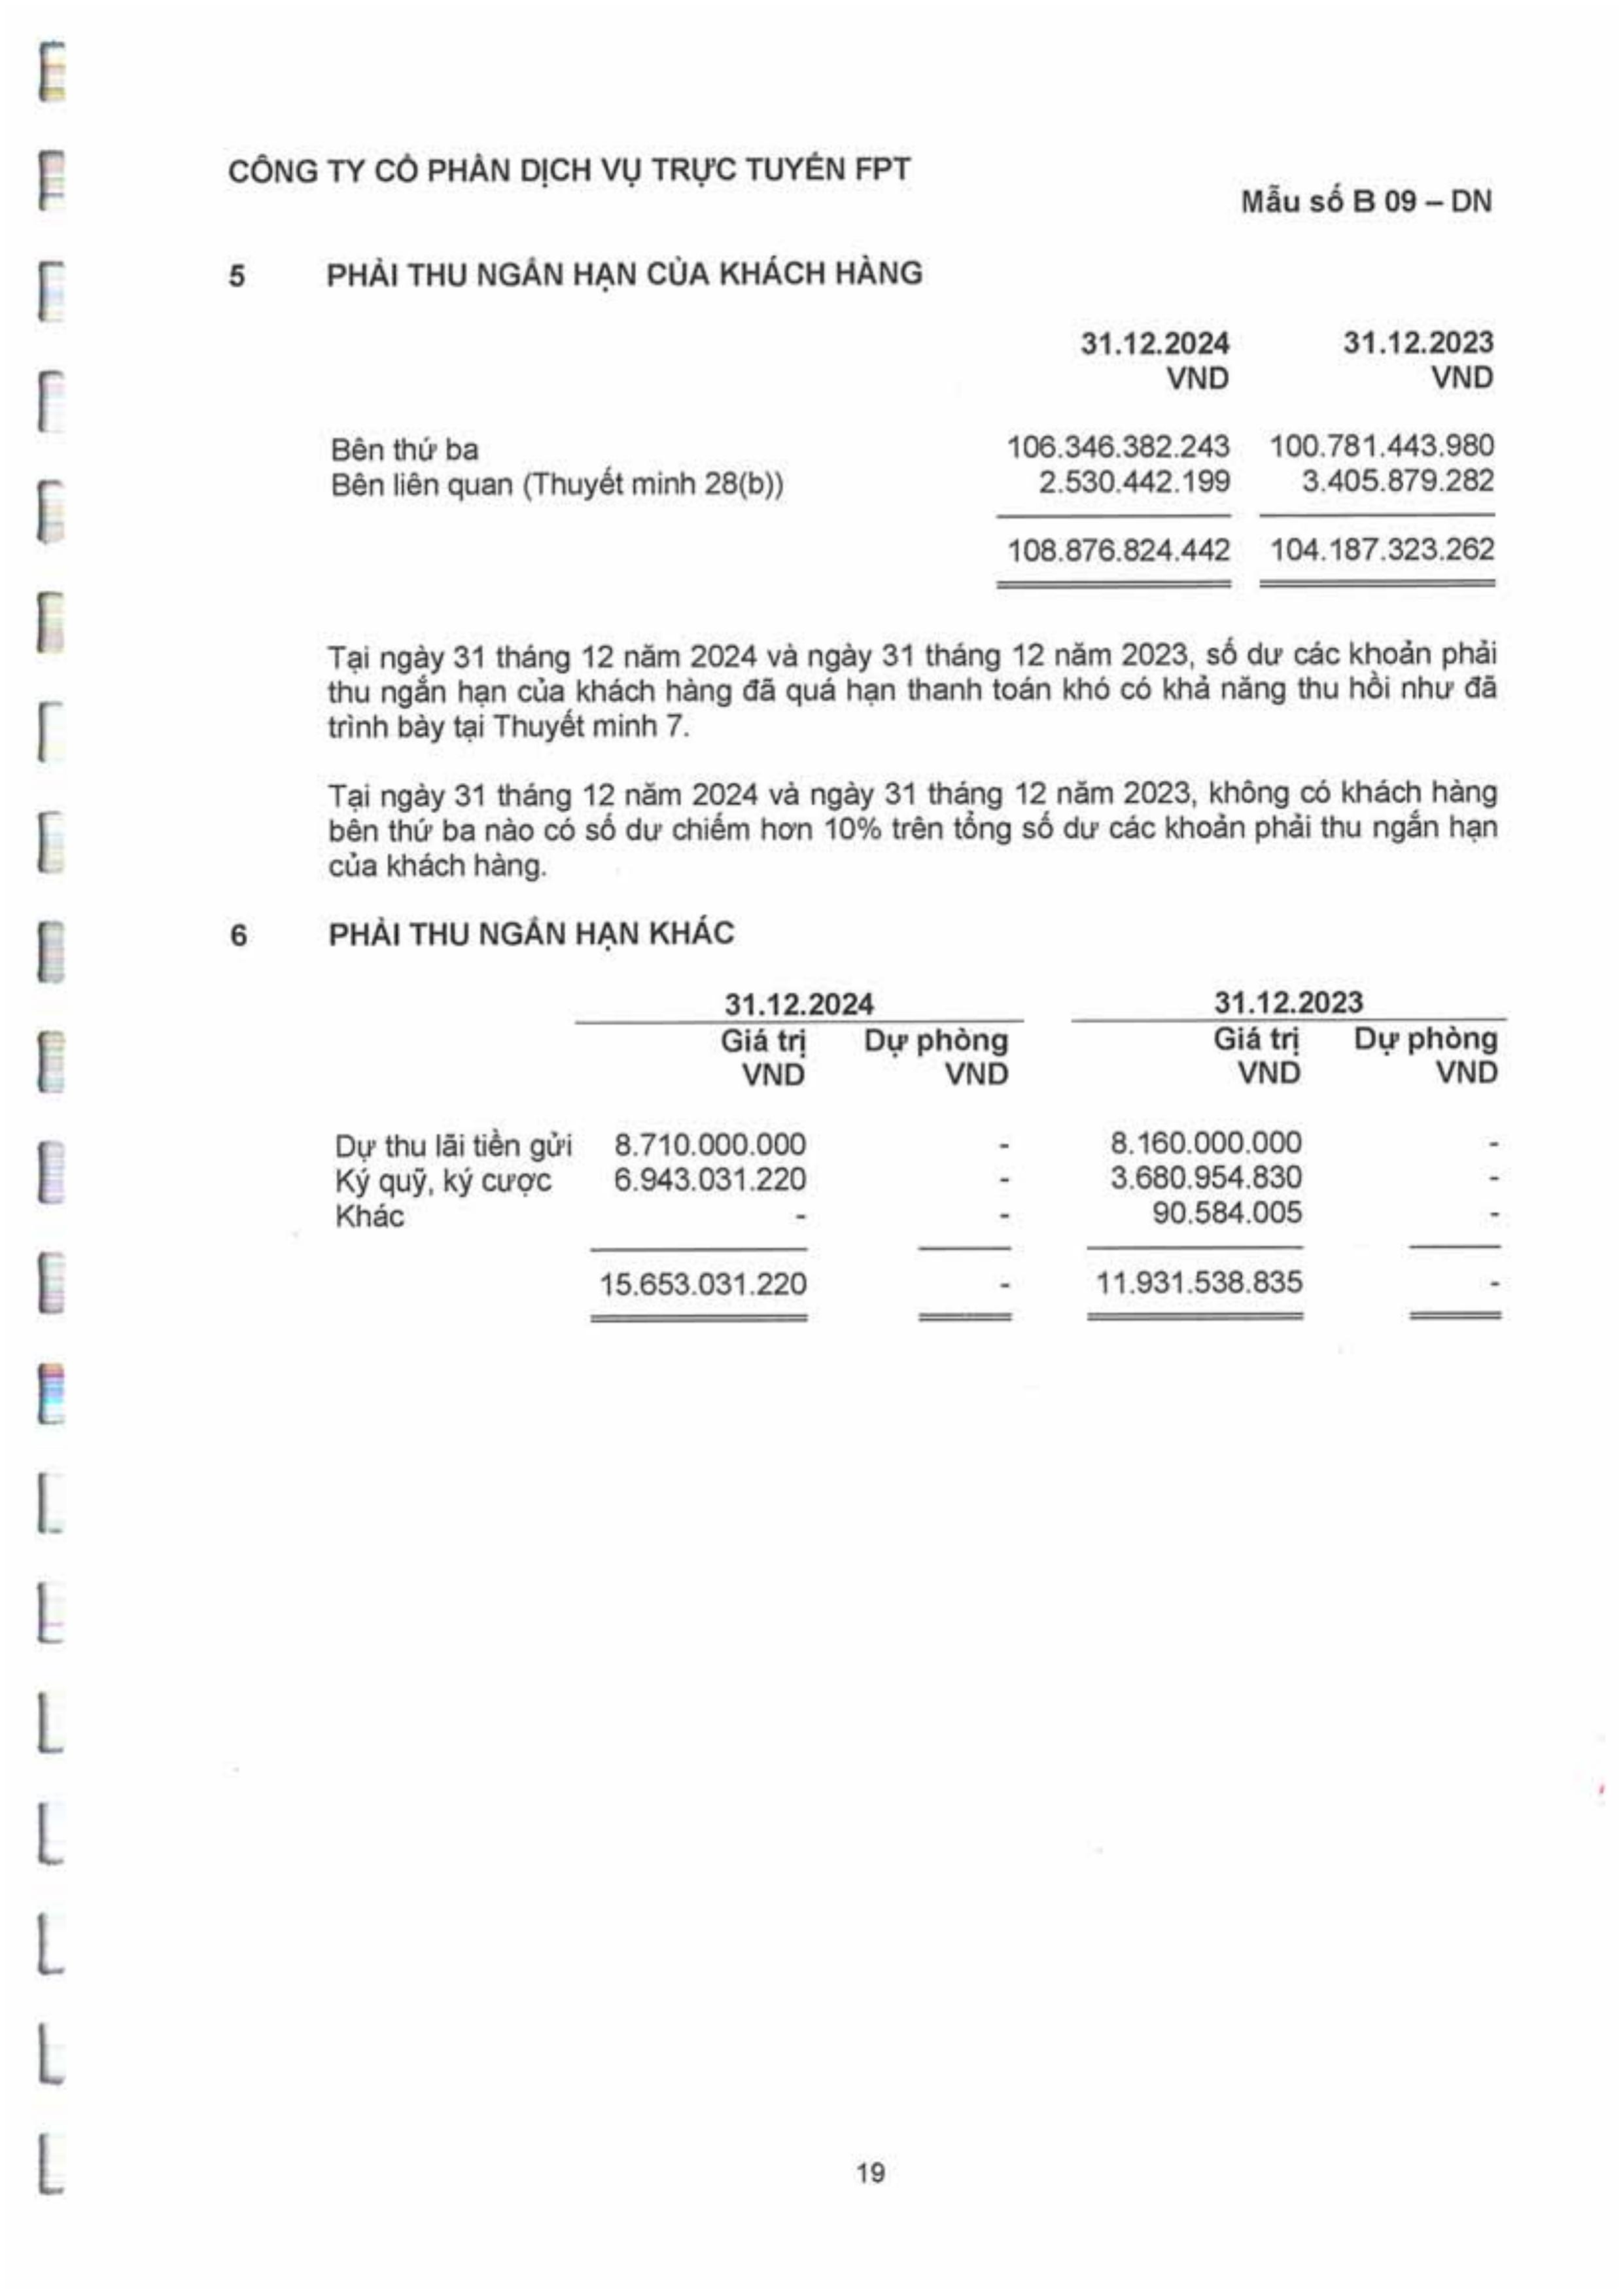 CÔNG TY CỔ PHẦN DỊCH VỤ TRỰC TUYẾN FPT
Mẫu số B 09 – DN
5 PHẢI THU NGẮN HẠN CỦA KHÁCH HÀNG
31.12.2024 31.12.2023
VND VND
Bên thứ ba 106.346.382.243 100.781.443.980
Bên liên quan (Thuyết minh 28(b)) 2.530.442.199 3.405.879.282
108.876.824.442 104.187.323.262
Tại ngày 31 tháng 12 năm 2024 và ngày 31 tháng 12 năm 2023, số dư các khoản phải
thu ngắn hạn của khách hàng đã quá hạn thanh toán khó có khả năng thu hồi như đã
trình bày tại Thuyết minh 7.
Tại ngày 31 tháng 12 năm 2024 và ngày 31 tháng 12 năm 2023, không có khách hàng
bên thứ ba nào có số dư chiếm hơn 10% trên tổng số dư các khoản phải thu ngắn hạn
của khách hàng.
6 PHẢI THU NGẮN HẠN KHÁC
31.12.2024 31.12.2023
Giá trị Dự phòng Giá trị Dự phòng
VND VND VND VND
Dự thu lãi tiền gửi 8.710.000.000 - 8.160.000.000 -
Ký quỹ, ký cược 6.943.031.220 - 3.680.954.830 -
Khác - - 90.584.005 -
15.653.031.220 - 11.931.538.835 -
19